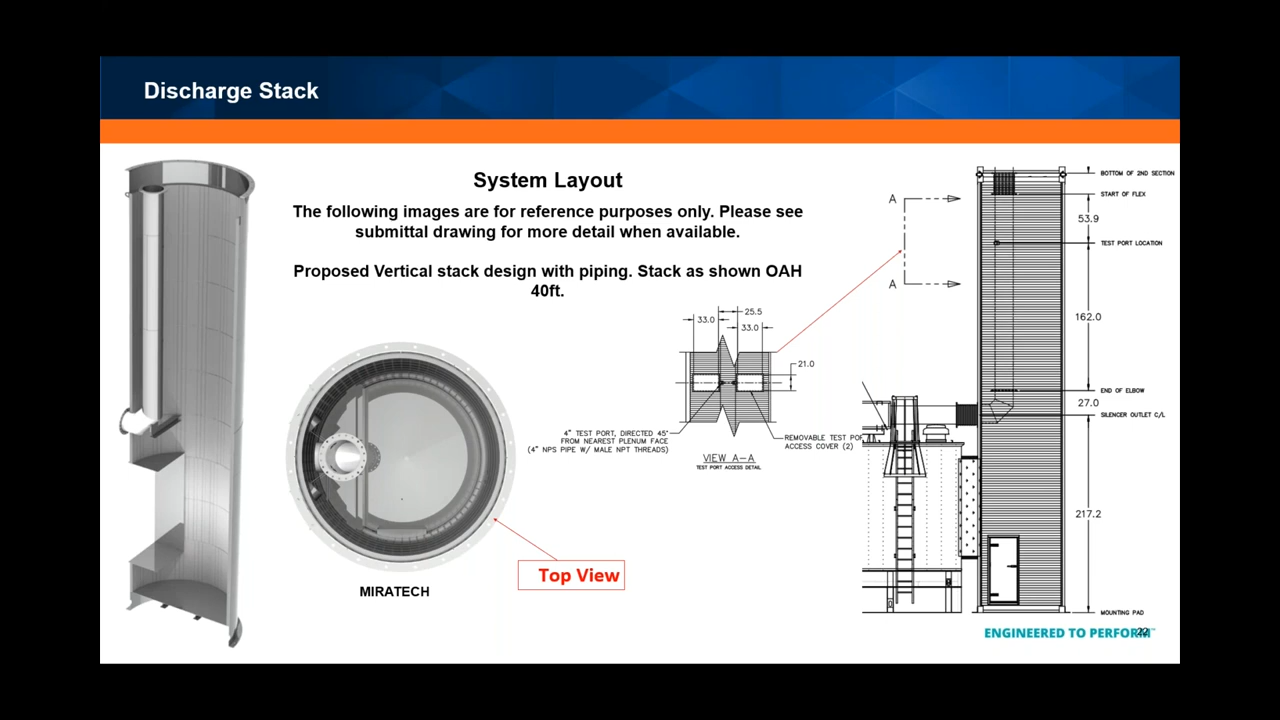 Discharge Stack
System Layout
The following images are for reference purposes only. Please see
submittal drawing for more detail when available.
Proposed Vertical stack design with piping. Stack as shown OAH
40ft.
25.5
33.0
33.0
21.0
4" TEST PORT, DIRECTED 45°
FROM NEAREST PLENUM FACE
(4" NPS PIPE W/ MALE NPT THREADS)
REMOVABLE TEST PO
ACCESS COVER (2)
VIEW A-A
TEST PORT ACCESS DETAIL
Top View
MIRATECH
A
A
BOTTOM OF 2ND SECTION
START OF FLEX
53.9
TEST PORT LOCATION
162.0
END OF ELBOW
27.0
SILENCER OUTLET C/L
217.2
MOUNTING PAD
ENGINEERED TO PERFORM™
22